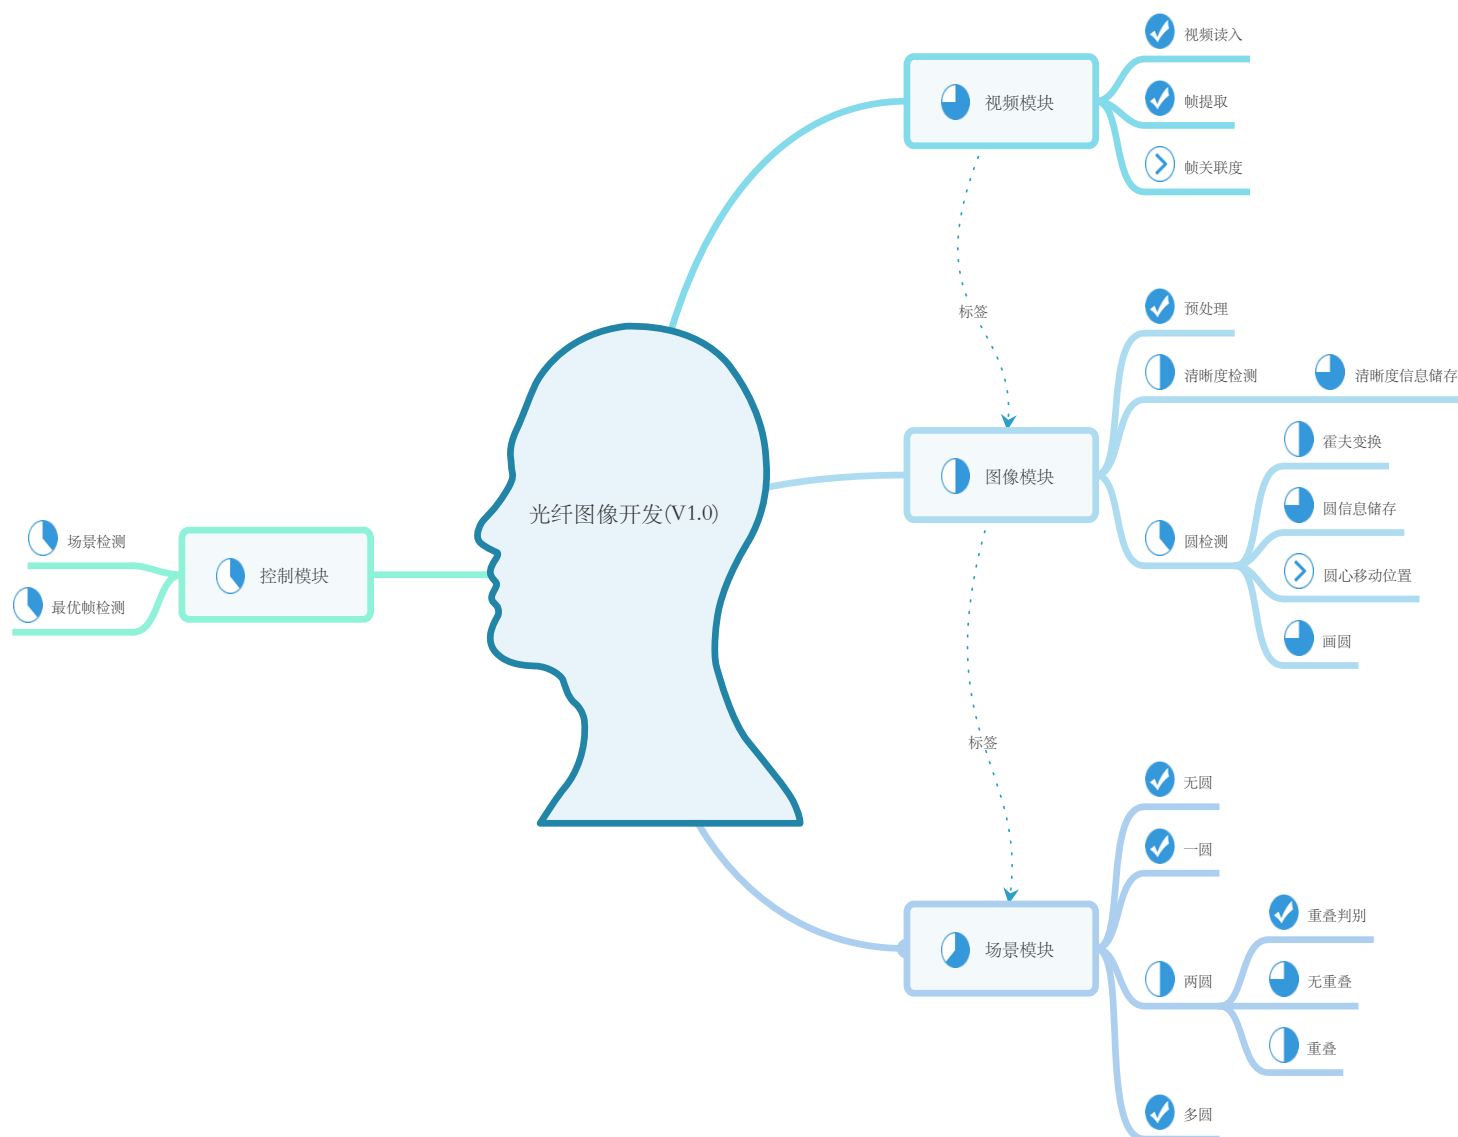 视频读入
视频模块
帧提取
帧关联度
标签
预处理
清晰度检测
清晰度信息储存
图像模块
霍夫变换
圆信息储存
圆检测
圆心移动位置
画圆
光纤图像开发(V1.0)
控制模块
场景检测
最优帧检测
标签
无圆
一圆
场景模块
重叠判别
两圆
无重叠
重叠
多圆